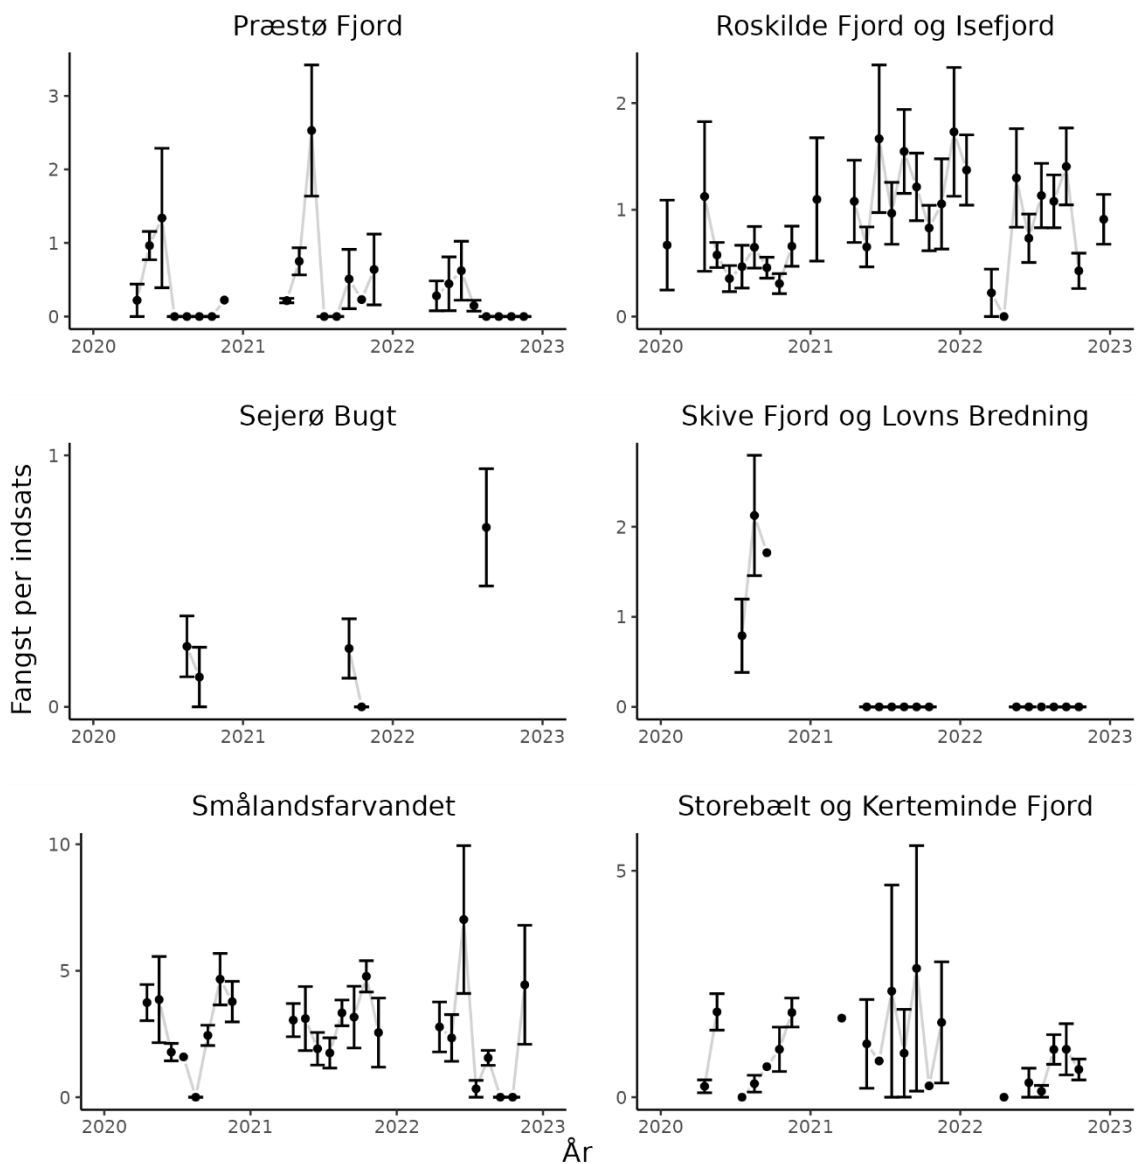 Præstø Fjord
3
2
1
0
2020 2021 2022 2023
Roskilde Fjord og Isefjord
2
1
0
2020 2021 2022 2023
Fangst per indsats
Sejerø Bugt
1
0
2020 2021 2022 2023
Skive Fjord og Lovns Bredning
2
1
0
2020 2021 2022 2023
Smålandsfarvandet
10
5
0
2020 2021 2022 2023
Storebælt og Kerteminde Fjord
5
0
2020 2021 2022 2023
År